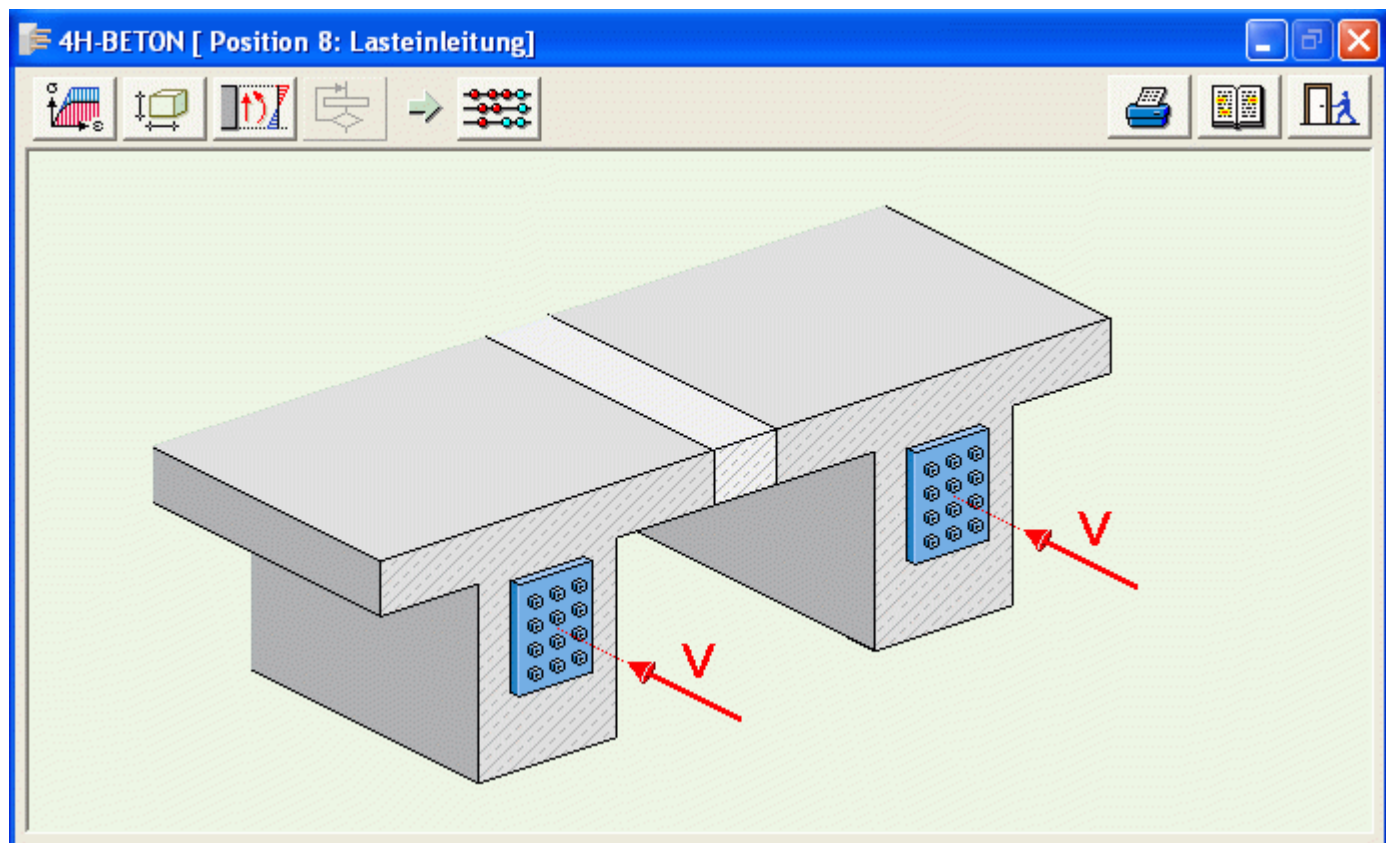 4H-BETON [ Position 8: Lasteinleitung]
σ
ε
V
V